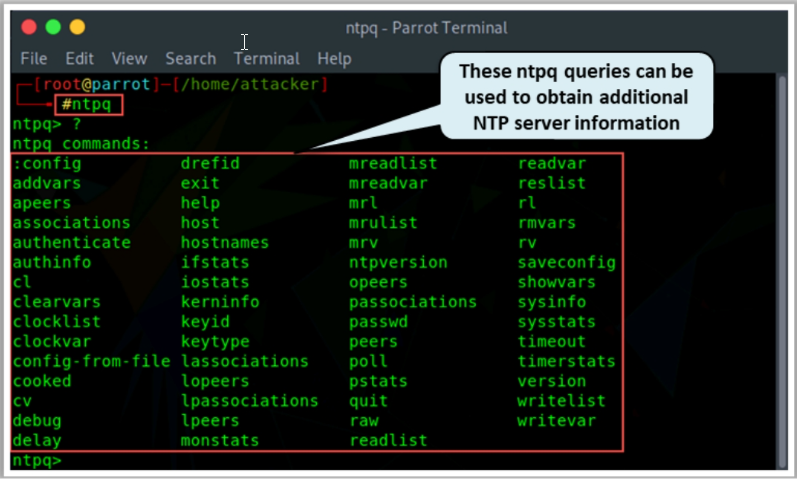 ntpq - Parrot Terminal
File Edit View Search Terminal Help
[root@parrot]-[/home/attacker]
#ntpq
These ntpq queries can be
used to obtain additional
NTP server information
ntpq> ?
ntpq commands:
:config drefid mreadlist readvar
addvars exit mreadvar reslist
apeers help mrl rl
associations host mrulist rmvars
authenticate hostnames mrv rv
authinfo ifstats ntpversion saveconfig
cl iostats opeers showvars
clearvars kerninfo passociations sysinfo
clocklist keyid passwd sysstats
clockvar keytype peers timeout
config-from-file lassociations poll timerstats
cooked lopeers pstats version
cv lpassociations quit writelist
debug lpeers raw writevar
delay monstats readlist
ntpq>